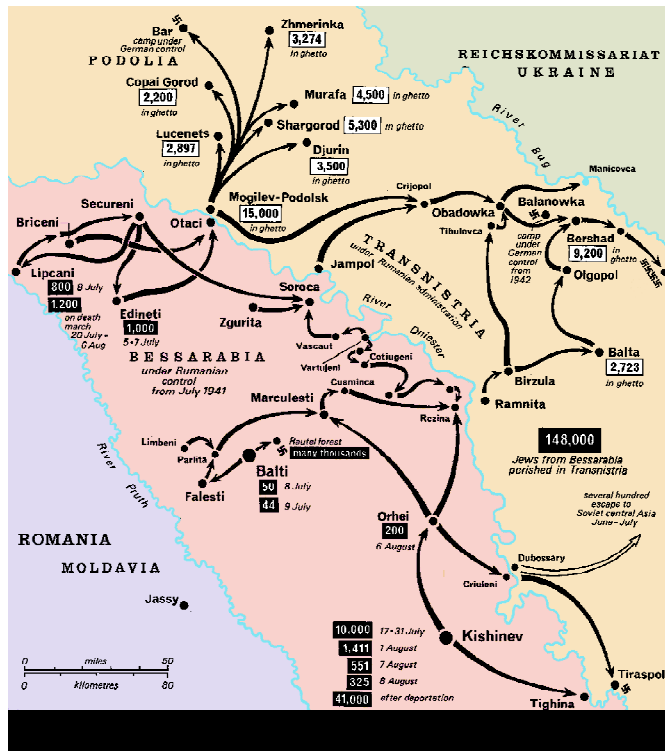 Bar
camp under
German control
Zhmerinka
3,274
in ghetto
PODOLIA
REICHSKOMMISSARIAT
UKRAINE
Copai Gorod
2,200
in ghetto
Murafa 4,500 in ghetto
Shargorod 5,300 in ghetto
Lucenets
2,897
in ghetto
Djurin
3,500
in ghetto
River Bug
Manicovca
Mogilev-Podolsk
15,000
in ghetto
Crijopol
Obadowka
Balanowka
Tibulovca
camp
under
German
control
from
1942
Bershad
9,200
in
ghetto
Secureni
Briceni
Otaci
Lipcani
800 8 July
1,200
on death
march
20 July -
6 Aug
Edineti
1,000
5-7 July
Jampol
TRANSNISTRIA
under Rumanian administration
Olgopol
Soroca
River
Dniester
Zgurita
BESSARABIA
under Rumanian
control
from July 1941
Vascaut
Vartujeni
Cotiugeni
Balta
2,723
in ghetto
Birzula
Ramnita
Cusminca
Marculesti
Rezina
Limbeni
Parlita
Rautel forest
many thousands
Balti
50 8 July
44 9 July
Falesti
148,000
Jews from Bessarabia
perished in Transnistria
River Pruth
Orhei
200
6 August
several hundred
escape to
Soviet central Asia
June-July
ROMANIA
MOLDAVIA
Dubossary
Criuleni
Jassy
Kishinev
10,000 17-31 July
1,411 1 August
551 7 August
325 8 August
41,000 after deportation
0 miles 50
0 kilometres 80
Tiraspol
Tighina